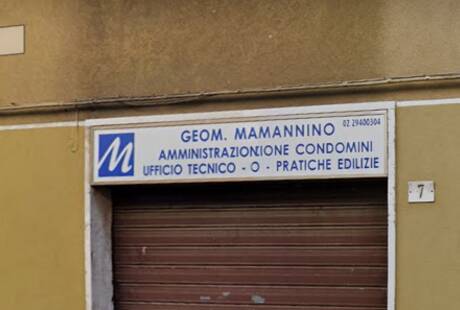 GEOM. MAMANNINO
02 29400304
AMMINISTRAZIONIONE CONDOMINI
UFFICIO TECNICO - O - PRATICHE EDILIZIE
M
7